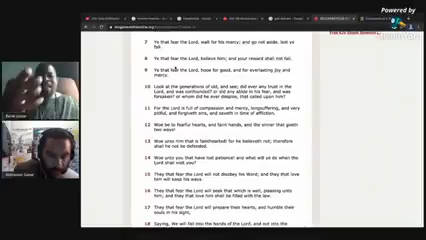 Powered by
7 Ye that fear the Lord, wait for his mercy; and go not aside, lest ye
fall.
8 Ye that fear the Lord, believe him; and your reward shall not fail.
9 Ye that fear the Lord, hope for good, and for everlasting joy and
mercy.
10 Look at the generations of old, and see; did ever any trust in the
Lord, and was confounded? or did any abide in his fear, and was
forsaken? or whom did he ever despise, that called upon him?
11 For the Lord is full of compassion and mercy, longsuffering, and very
pitiful, and forgiveth sins, and saveth in time of affliction.
12 Woe be to fearful hearts, and faint hands, and the sinner that goeth
two ways!
13 Woe unto him that is fainthearted! for he believeth not; therefore
shall he not be defended.
14 Woe unto you that have lost patience! and what will ye do when the
Lord shall visit you?
15 They that fear the Lord will not disobey his Word; and they that love
him will keep his ways.
16 They that fear the Lord will seek that which is well, pleasing unto
him; and they that love him shall be filled with the law.
17 They that fear the Lord will prepare their hearts, and humble their
souls in his sight,
18 Saying, We will fall into the hands of the Lord, and not into the